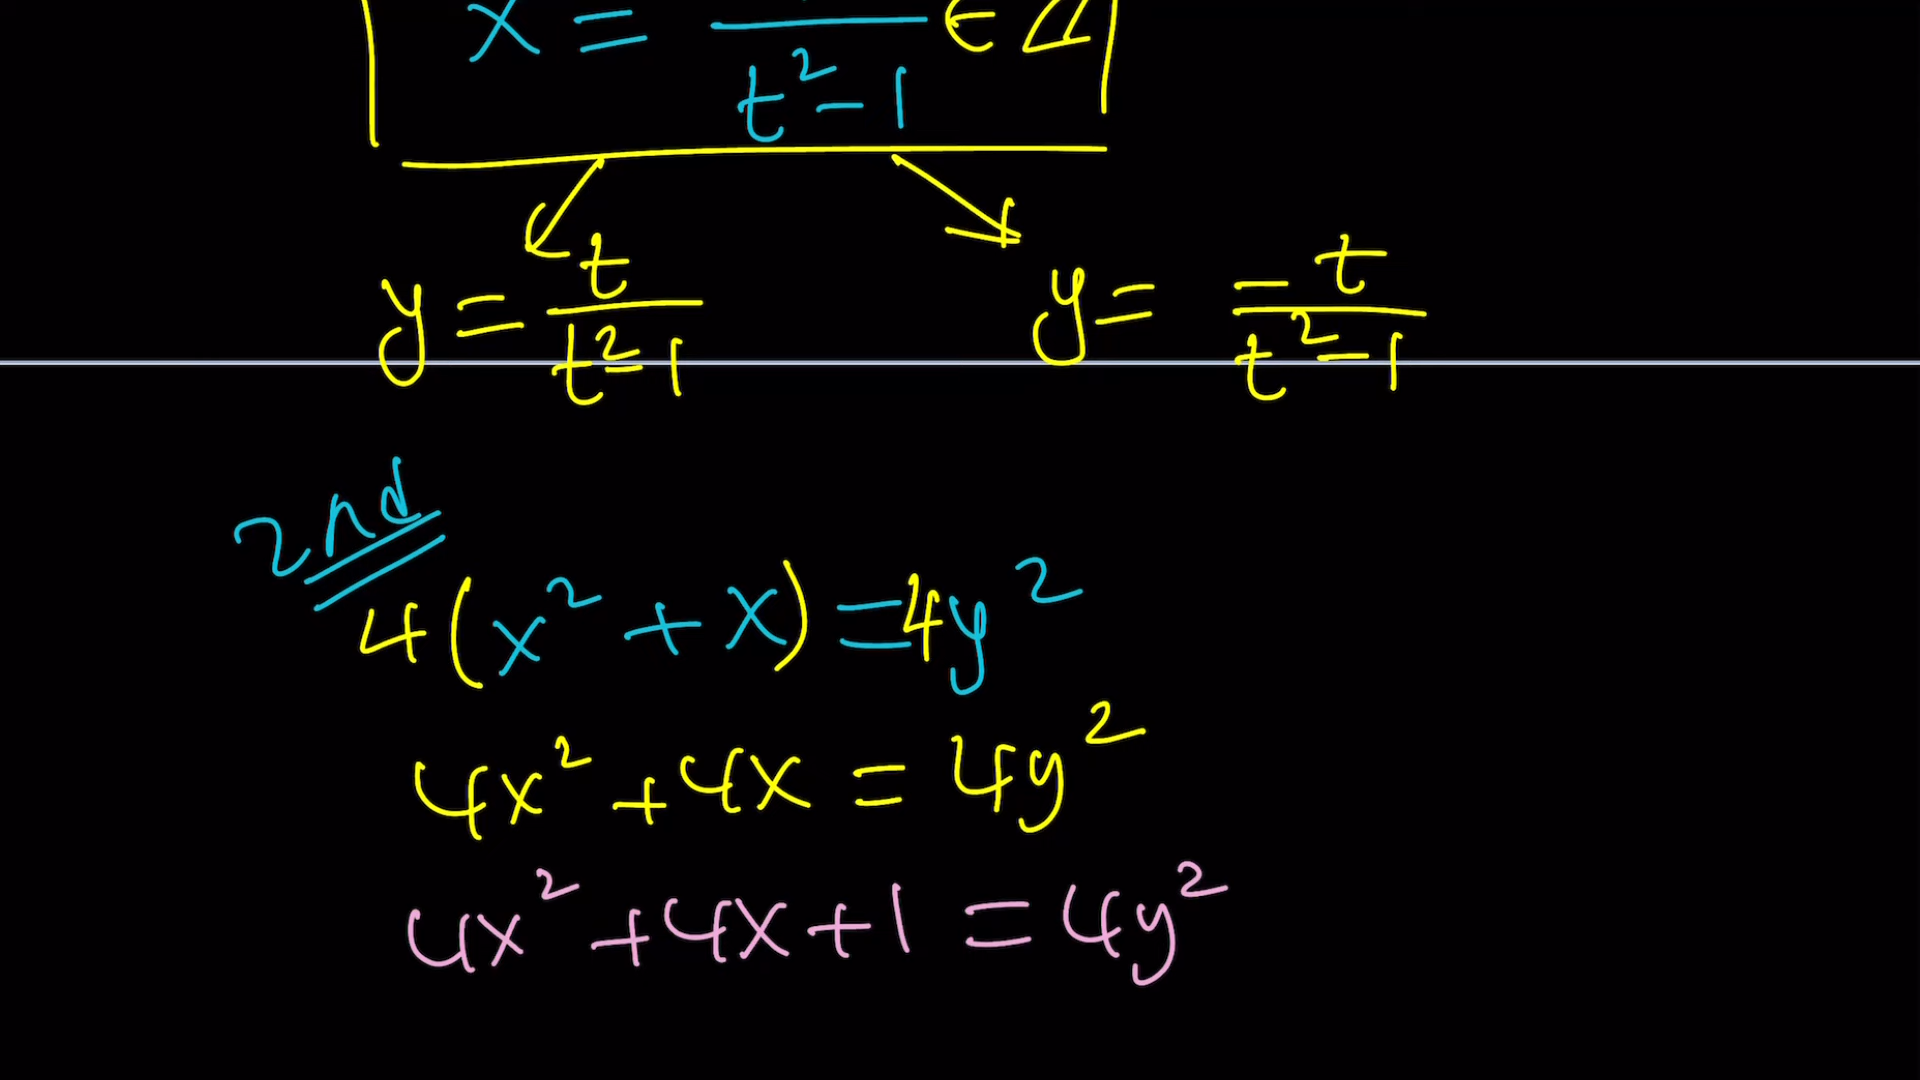 x = / t² - 1 ∈
y = t / t² - 1    y = - t / t² - 1
2nd
4(x² + x) = 4y²
4x² + 4x = 4y²
4x² + 4x + 1 = 4y²